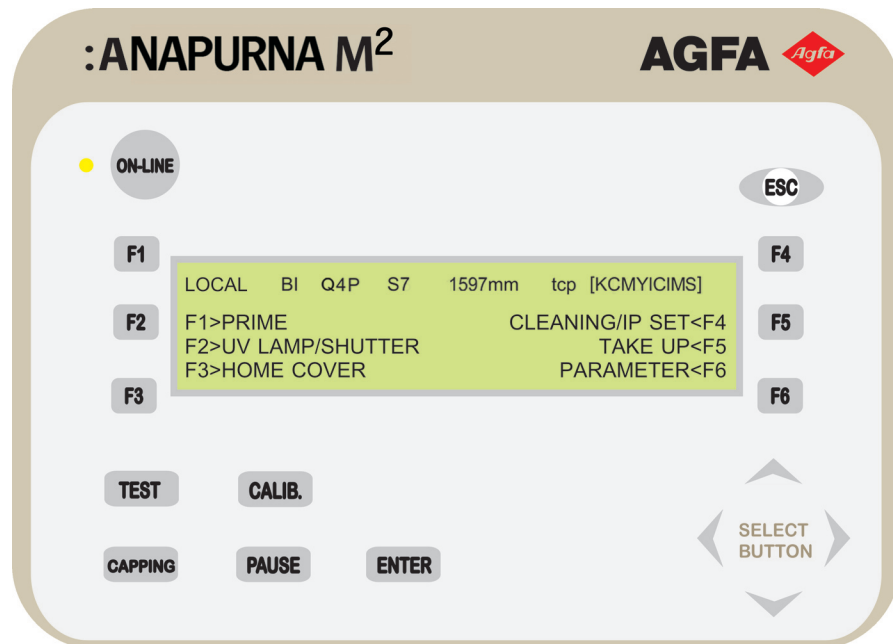 :ANAPURNA M²
AGFA Agfa
ON-LINE
ESC
F1
F4
LOCAL BI Q4P S7 1597mm tcp [KCMYlClMS]
F2
F1>PRIME CLEANING/IP SET<F4
F5
F2>UV LAMP/SHUTTER TAKE UP<F5
F3>HOME COVER PARAMETER<F6
F3
F6
TEST
CALIB.
SELECT
BUTTON
CAPPING
PAUSE
ENTER